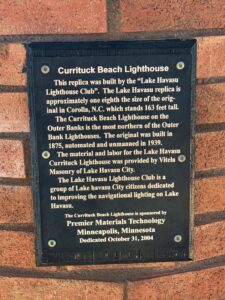 Currituck Beach Lighthouse
This replica was built by the "Lake Havasu
Lighthouse Club". The Lake Havasu replica is
approximately one eighth the size of the orig-
inal in Corolla, N.C. which stands 163 feet tall.
The Currituck Beach Lighthouse on the
Outer Banks is the most northern of the Outer
Bank Lighthouses. The original was built in
1875, automated and unmanned in 1939.
The material and labor for the Lake Havasu
Currituck Lighthouse was provided by Vitela
Masonry of Lake Havasu City.
The Lake Havasu Lighthouse Club is a
group of Lake havasu City citizens dedicated
to improving the navigational lighting on Lake
Havasu.
The Currituck Beach Lighthouse is sponsored by
Premier Materials Technology
Minneapolis, Minnesota
Dedicated October 31, 2004